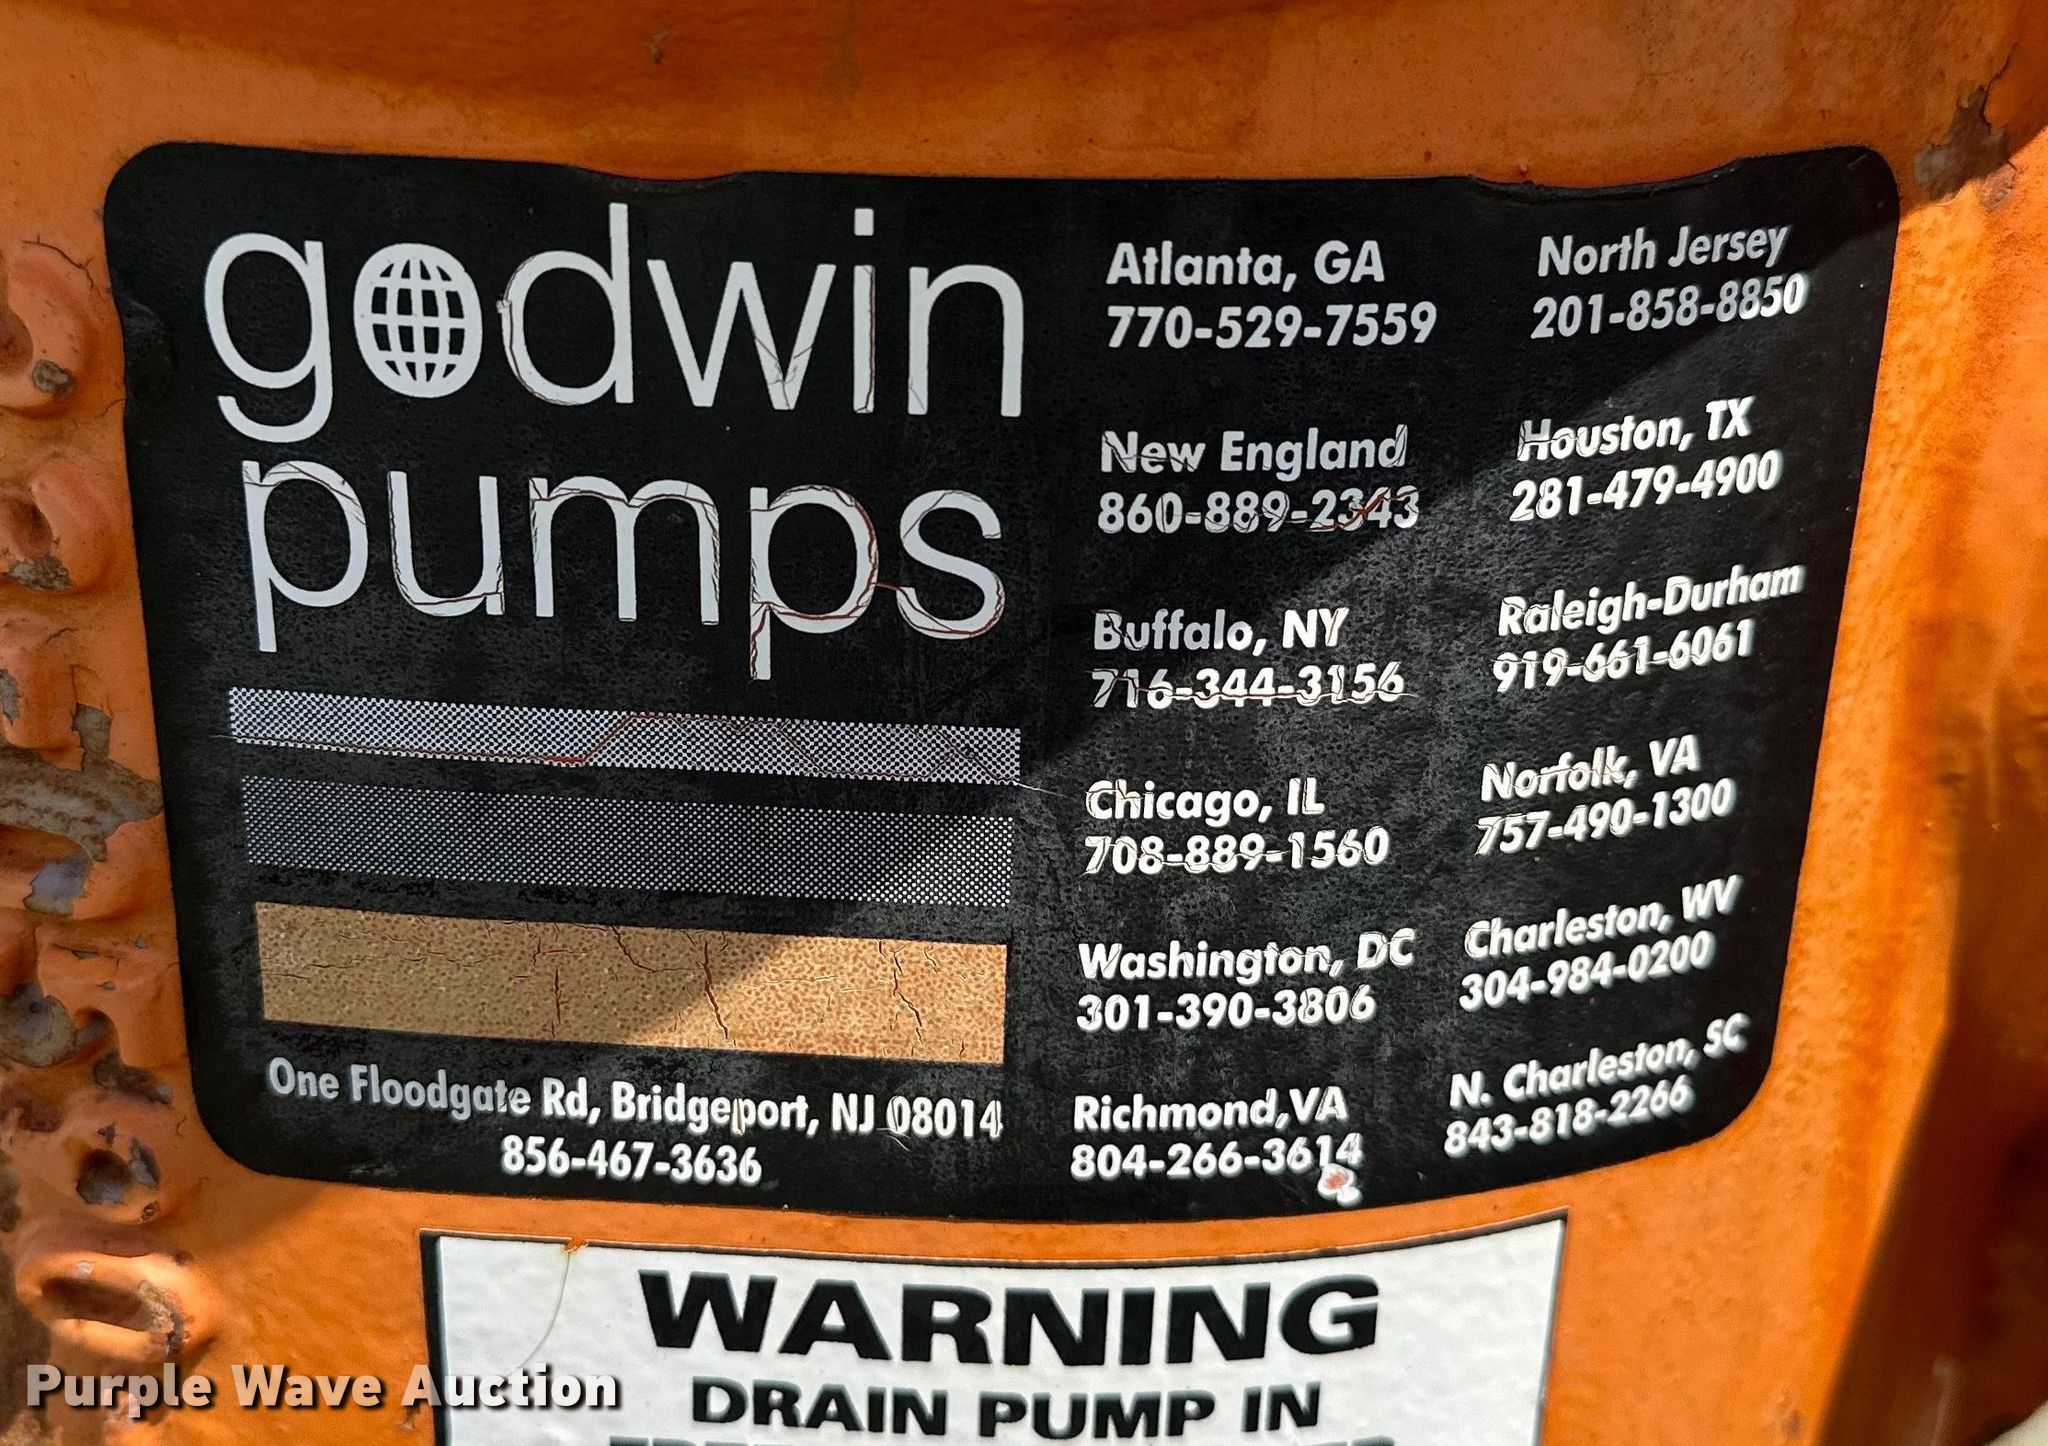 godwin
pumps
One Floodgate Rd, Bridgeport, NJ 08014
856-467-3636
Atlanta, GA
770-529-7559
New England
860-889-2343
Buffalo, NY
716-344-3156
Chicago, IL
708-889-1560
Washington, DC
301-390-3806
Richmond,VA
804-266-3614
North Jersey
201-858-8850
Houston, TX
281-479-4900
Raleigh-Durham
919-661-6061
Norfolk, VA
757-490-1300
Charleston, WV
304-984-0200
N. Charleston, SC
843-818-2266
WARNING
DRAIN PUMP IN
Purple Wave Auction